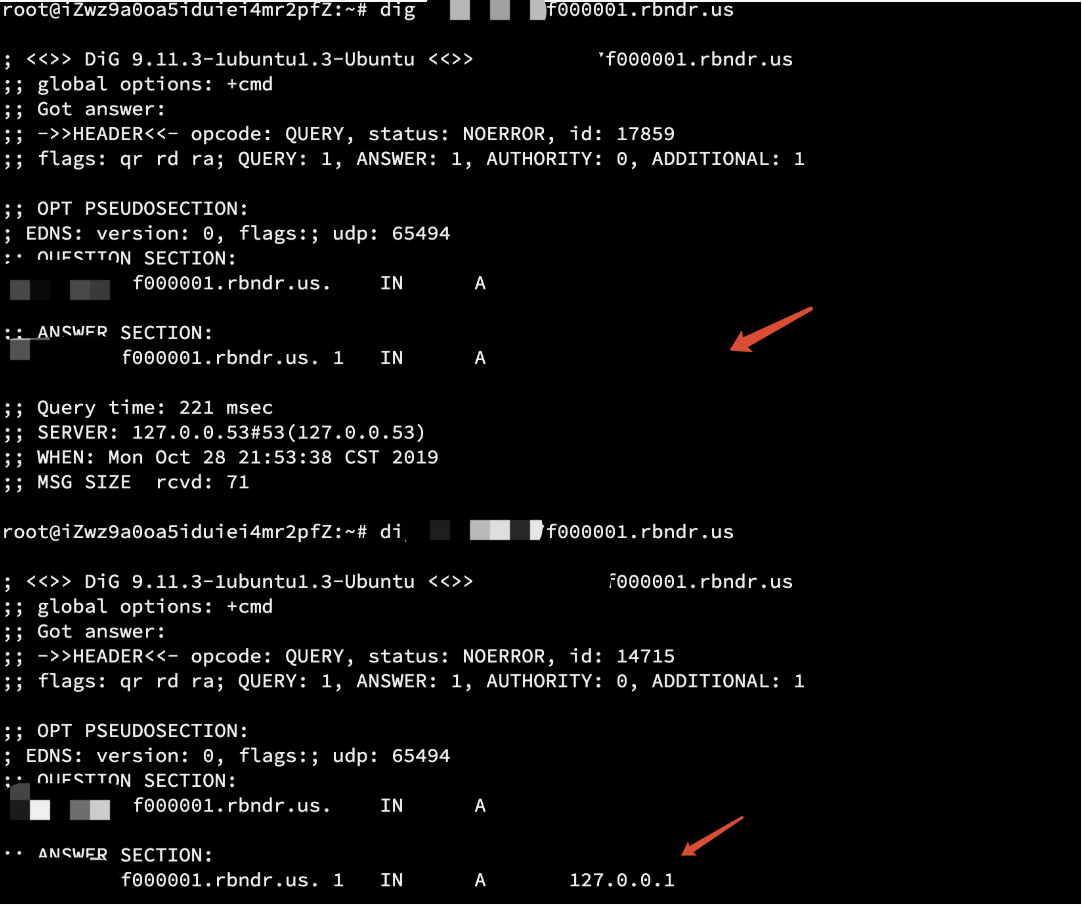 root@iZwz9a0oa5iduiei4mr2pfZ:~# dig f000001.rbndr.us
; <<>> DiG 9.11.3-1ubuntu1.3-Ubuntu <<>> f000001.rbndr.us
;; global options: +cmd
;; Got answer:
;; ->>HEADER<<- opcode: QUERY, status: NOERROR, id: 17859
;; flags: qr rd ra; QUERY: 1, ANSWER: 1, AUTHORITY: 0, ADDITIONAL: 1
;; OPT PSEUDOSECTION:
; EDNS: version: 0, flags:; udp: 65494
;; QUESTION SECTION:
f000001.rbndr.us. IN A
;; ANSWER SECTION:
f000001.rbndr.us. 1 IN A
;; Query time: 221 msec
;; SERVER: 127.0.0.53#53(127.0.0.53)
;; WHEN: Mon Oct 28 21:53:38 CST 2019
;; MSG SIZE rcvd: 71
root@iZwz9a0oa5iduiei4mr2pfZ:~# di f000001.rbndr.us
; <<>> DiG 9.11.3-1ubuntu1.3-Ubuntu <<>> f000001.rbndr.us
;; global options: +cmd
;; Got answer:
;; ->>HEADER<<- opcode: QUERY, status: NOERROR, id: 14715
;; flags: qr rd ra; QUERY: 1, ANSWER: 1, AUTHORITY: 0, ADDITIONAL: 1
;; OPT PSEUDOSECTION:
; EDNS: version: 0, flags:; udp: 65494
;; QUESTION SECTION:
f000001.rbndr.us. IN A
;; ANSWER SECTION:
f000001.rbndr.us. 1 IN A 127.0.0.1